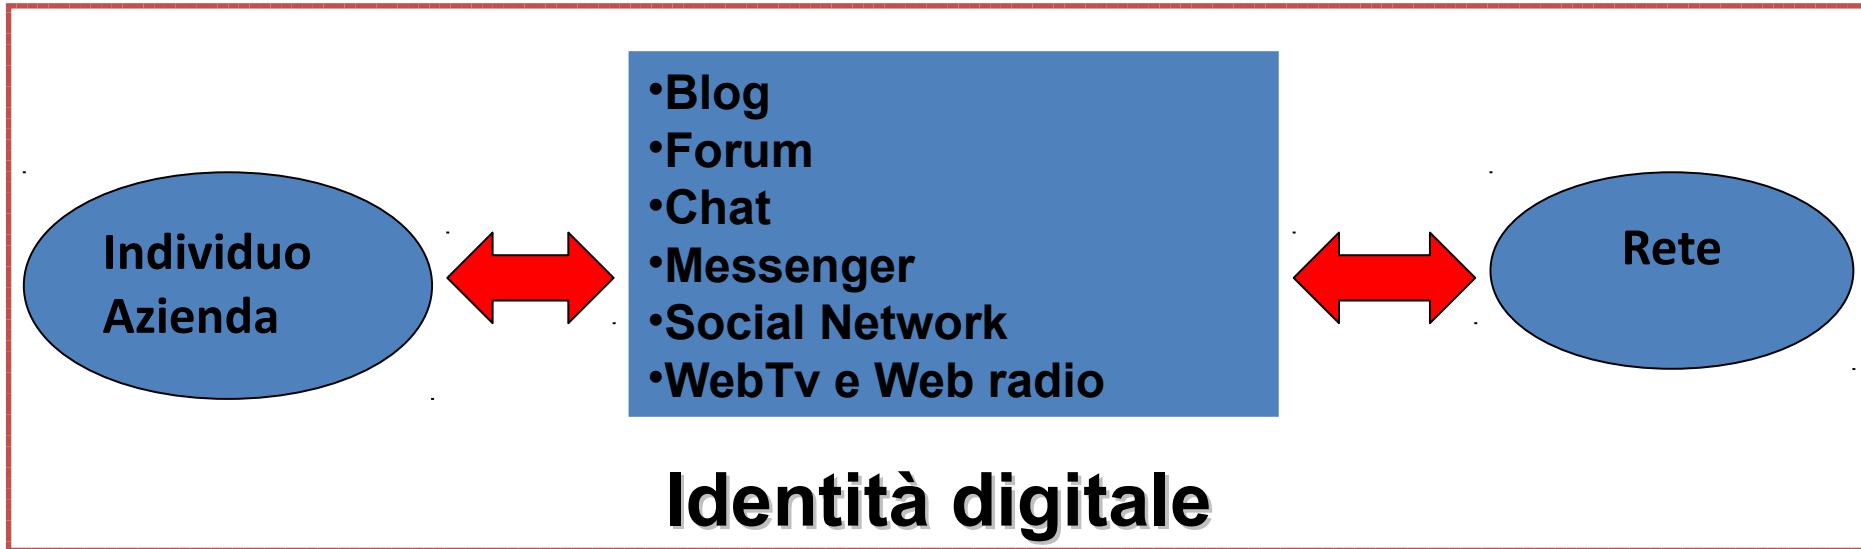 Individuo
Azienda
•Blog
•Forum
•Chat
•Messenger
•Social Network
•WebTv e Web radio
Rete
Identità digitale